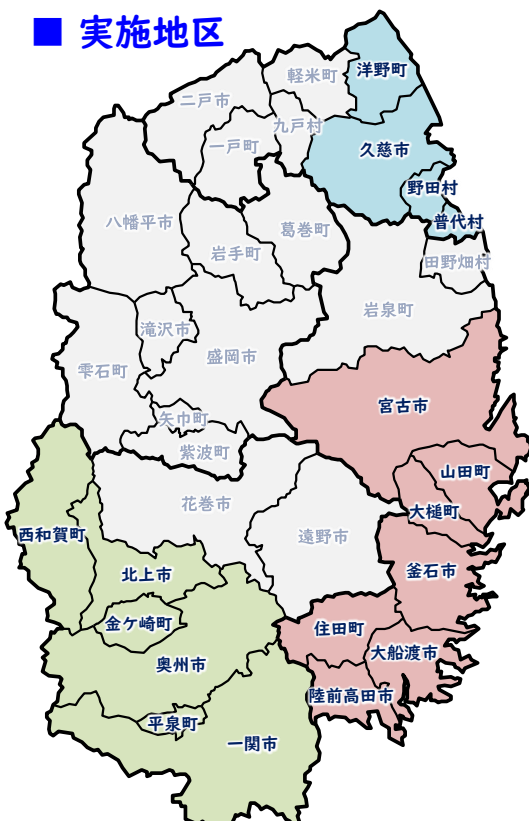 ■ 実施地区
洋野町
軽米町
二戸市
九戸村
一戸町
久慈市
野田村
普代村
八幡平市
葛巻町
岩手町
田野畑村
岩泉町
滝沢市
盛岡市
雫石町
宮古市
矢巾町
紫波町
山田町
花巻市
大槌町
西和賀町
遠野市
釜石市
北上市
金ケ崎町
住田町
大船渡市
奥州市
陸前高田市
平泉町
一関市